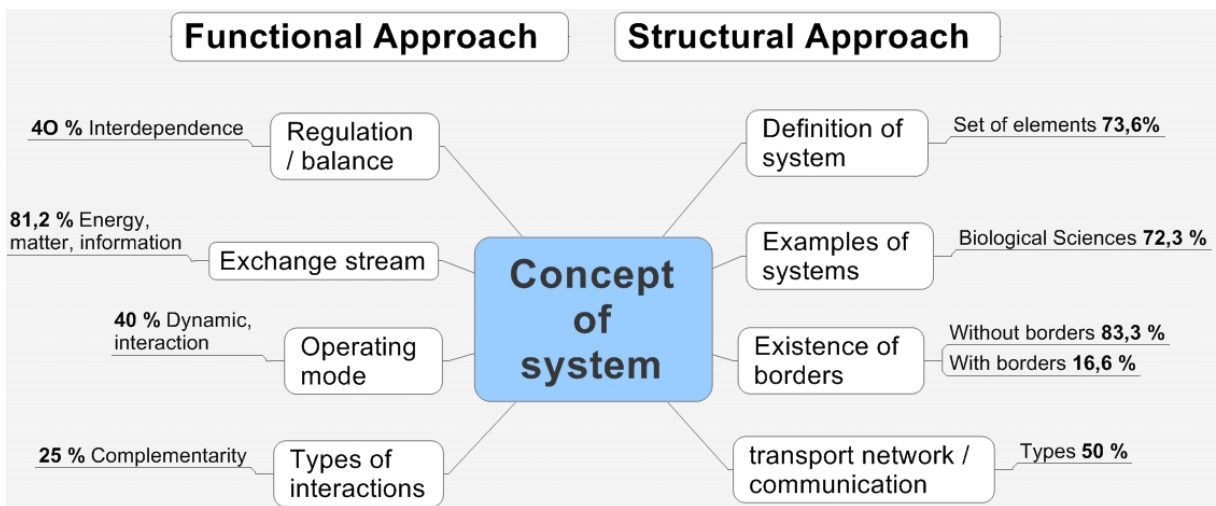 Functional Approach
Structural Approach
4O % Interdependence
Regulation
/ balance
81,2 % Energy,
matter, information
Exchange stream
40 % Dynamic,
interaction
Operating
mode
25 % Complementarity
Types of
interactions
Concept
of
system
Definition of
system
Set of elements 73,6%
Examples of
systems
Biological Sciences 72,3 %
Existence of
borders
Without borders 83,3 %
With borders 16,6 %
transport network /
communication
Types 50 %